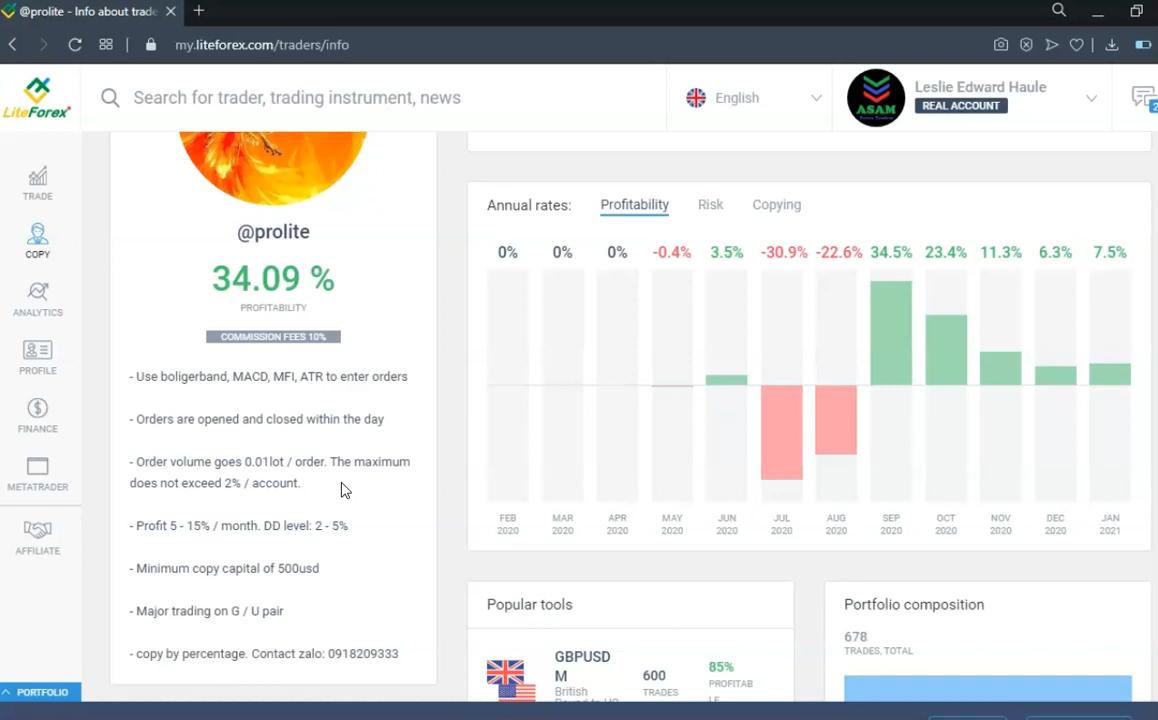 @prolite - Info about trade
my.liteforex.com/traders/info
LiteForex
Search for trader, trading instrument, news
English
ASAM
Leslie Edward Haule
REAL ACCOUNT
2
TRADE
COPY
ANALYTICS
PROFILE
FINANCE
METATRADER
AFFILIATE
PORTFOLIO
@prolite
34.09 %
PROFITABILITY
COMMISSION FEES 10%
- Use boligerband, MACD, MFI, ATR to enter orders
- Orders are opened and closed within the day
- Order volume goes 0.01lot / order. The maximum
does not exceed 2% / account.
- Profit 5 - 15% / month. DD level: 2 - 5%
- Minimum copy capital of 500usd
- Major trading on G / U pair
- copy by percentage. Contact zalo: 0918209333
Annual rates: Profitability Risk Copying
0% 0% 0% -0.4% 3.5% -30.9% -22.6% 34.5% 23.4% 11.3% 6.3% 7.5%
FEB MAR APR MAY JUN JUL AUG SEP OCT NOV DEC JAN
2020 2020 2020 2020 2020 2020 2020 2020 2020 2020 2020 2021
Popular tools
GBPUSD
M
British
600
TRADES
85%
PROFITAB
Portfolio composition
678
TRADES, TOTAL